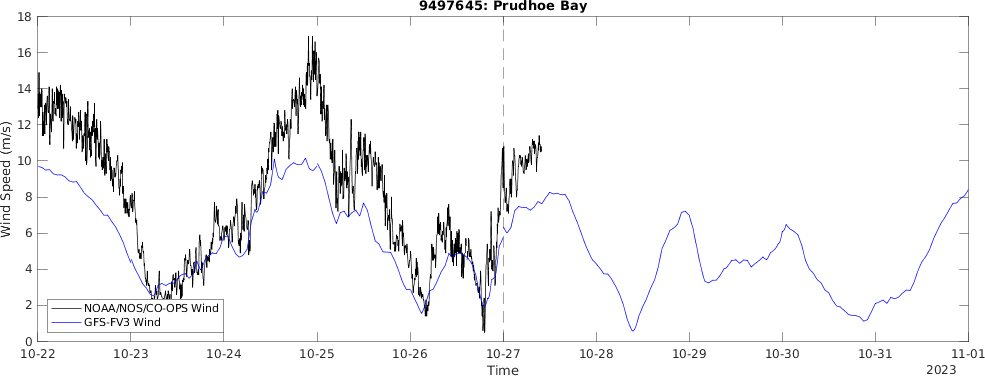 9497645: Prudhoe Bay
18
16
14
12
10
8
6
4
2
0
Wind Speed (m/s)
NOAA/NOS/CO-OPS Wind
GFS-FV3 Wind
10-22 10-23 10-24 10-25 10-26 10-27 10-28 10-29 10-30 10-31 11-01
Time
2023